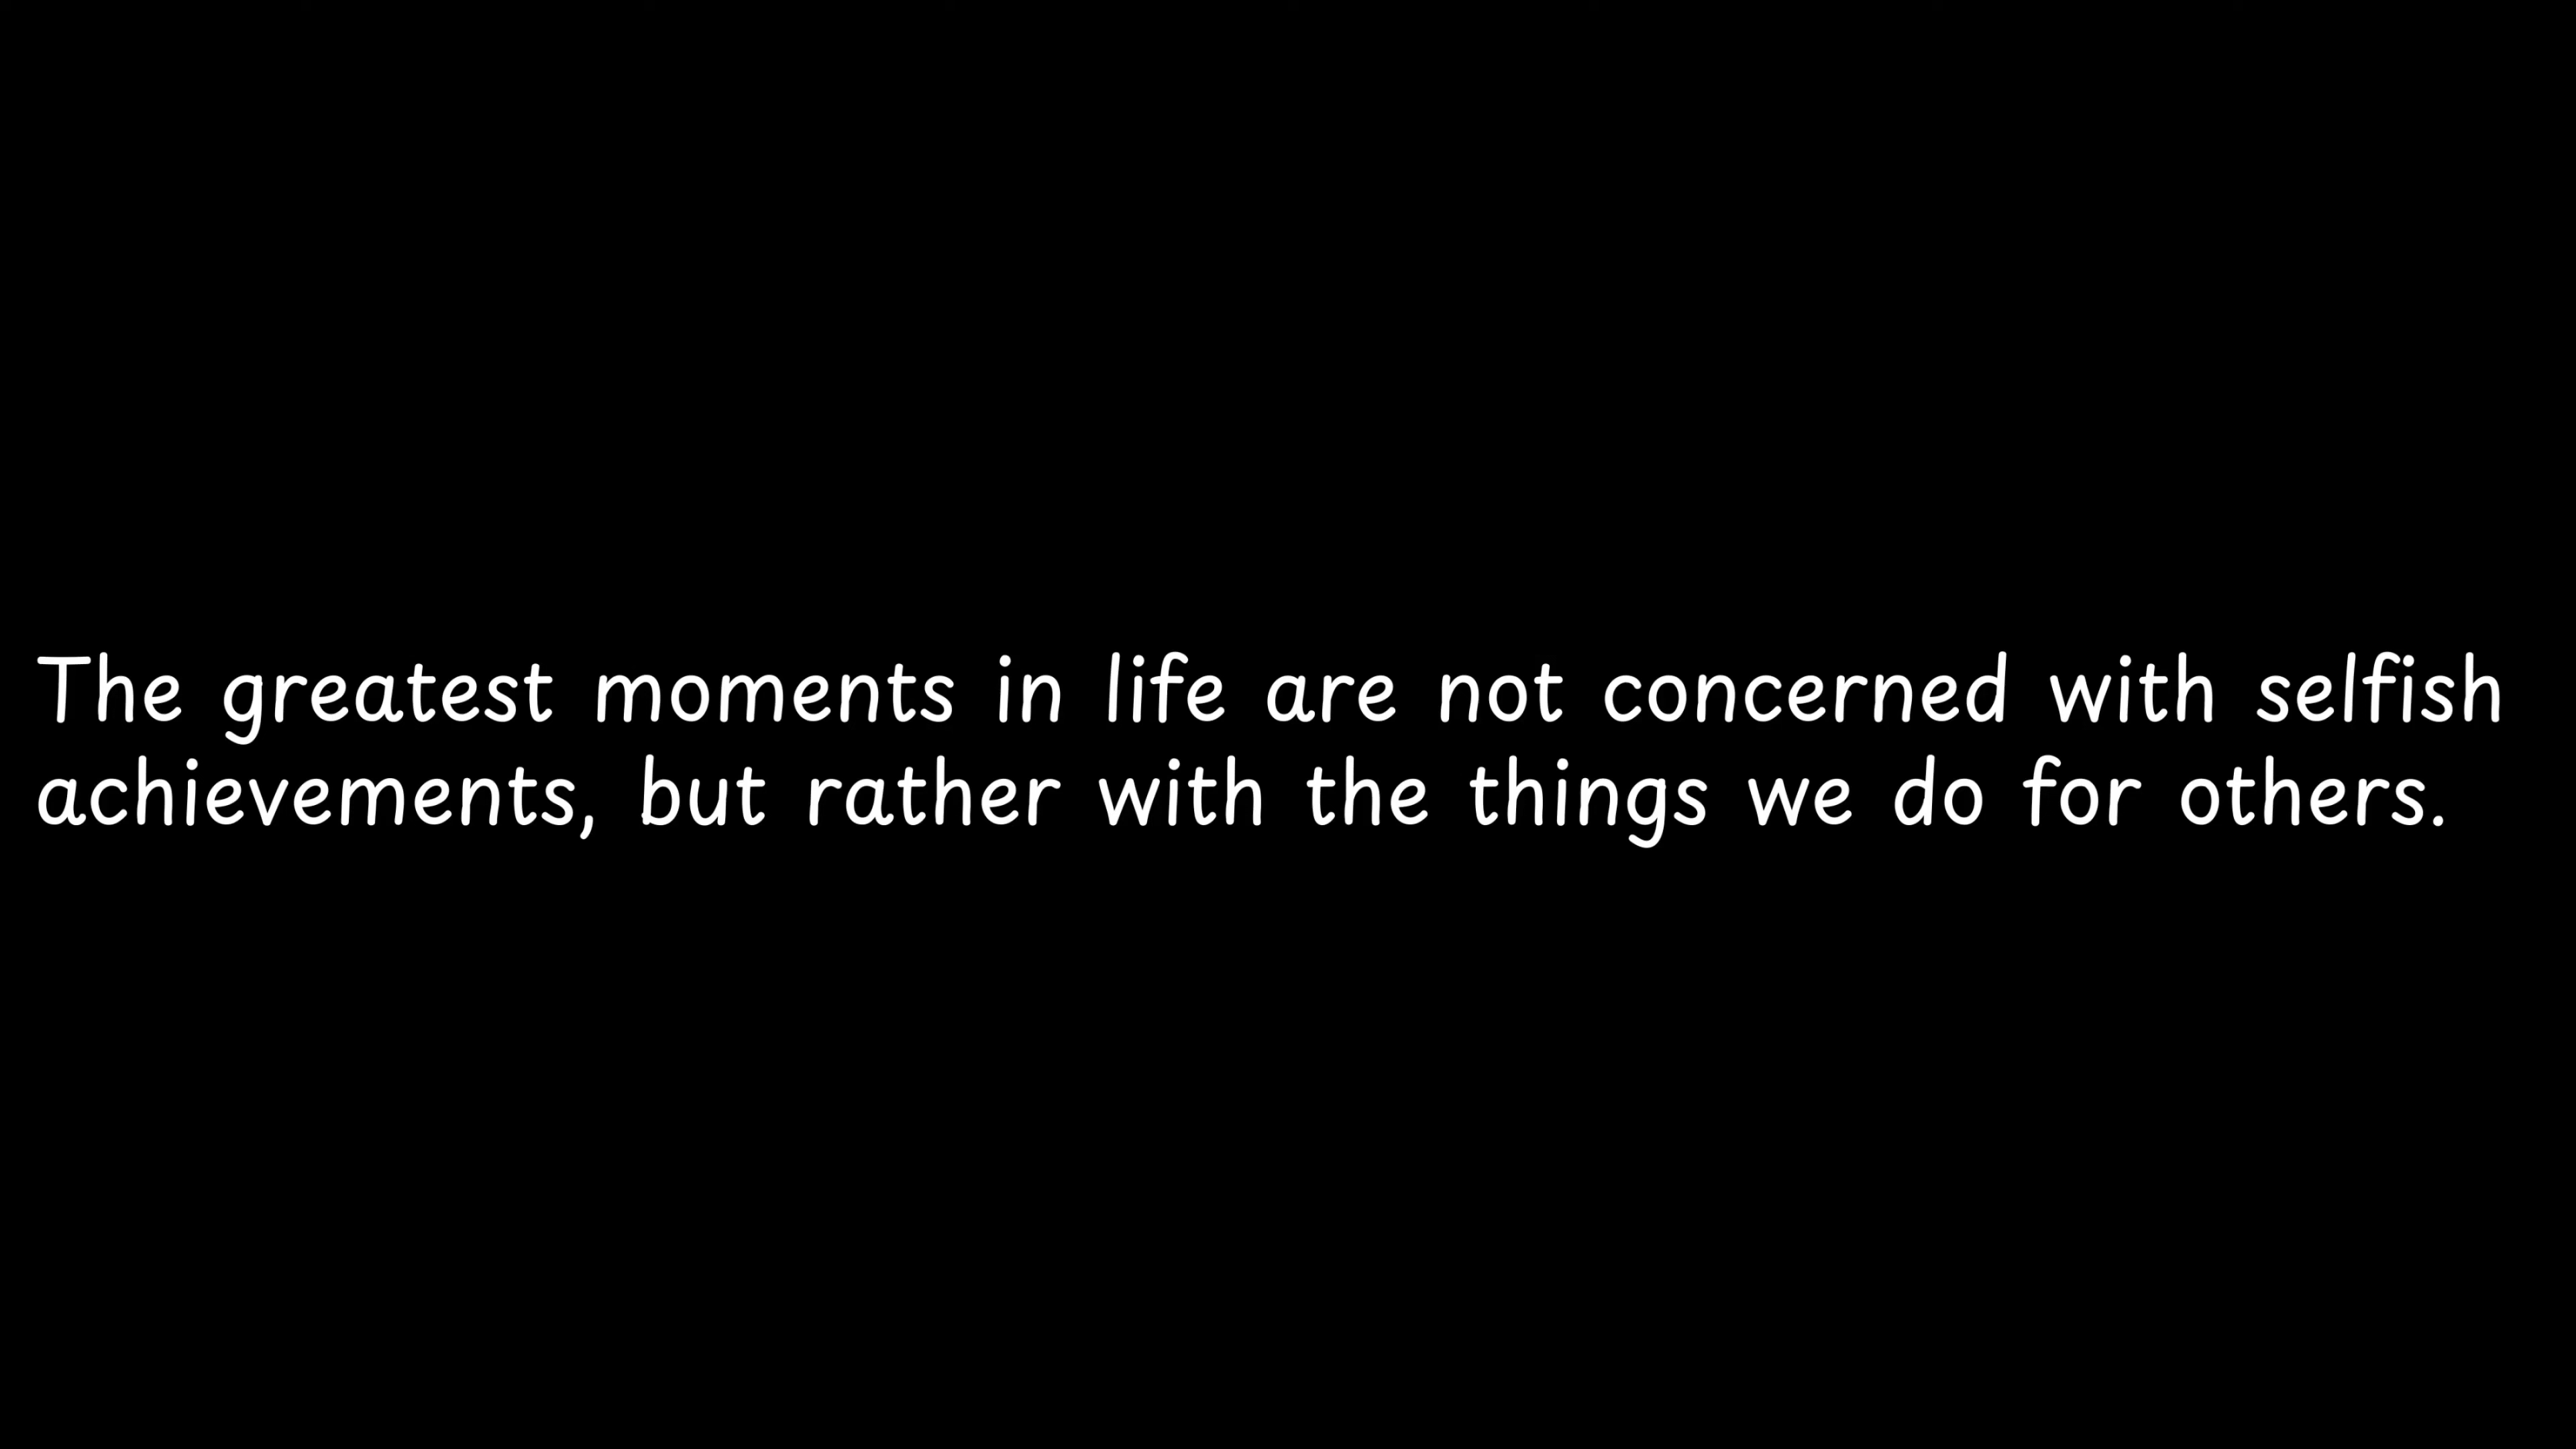 The greatest moments in life are not concerned with selfish
achievements, but rather with the things we do for others.